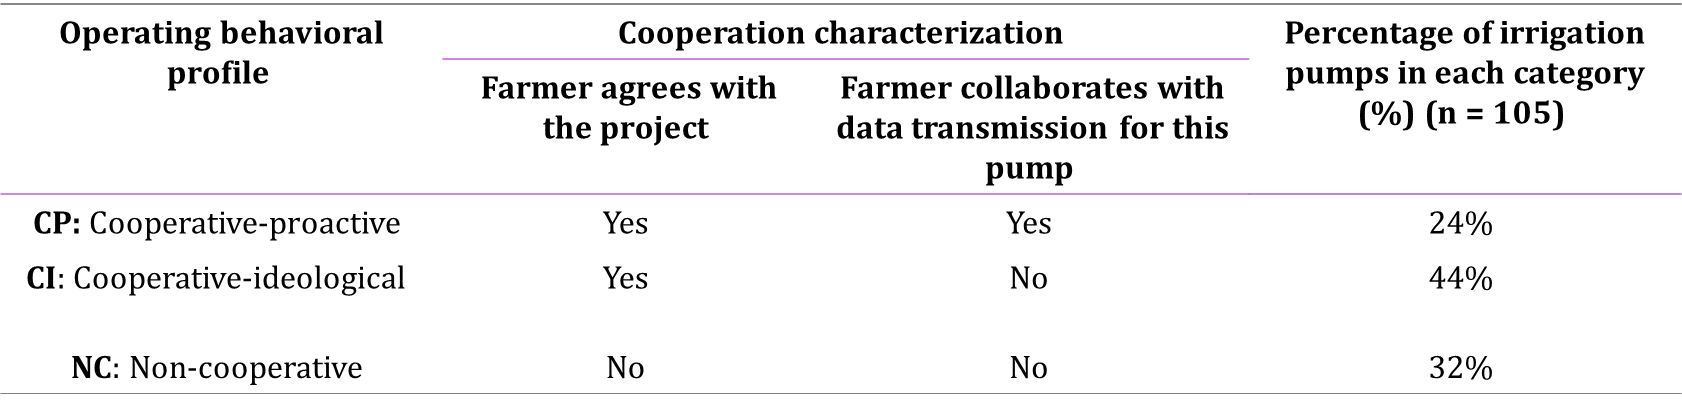 Operating behavioral
profile
Cooperation characterization
Percentage of irrigation
pumps in each category
(%) (n = 105)
Farmer agrees with
the project
Farmer collaborates with
data transmission for this
pump
CP: Cooperative-proactive Yes Yes 24%
CI: Cooperative-ideological Yes No 44%
NC: Non-cooperative No No 32%